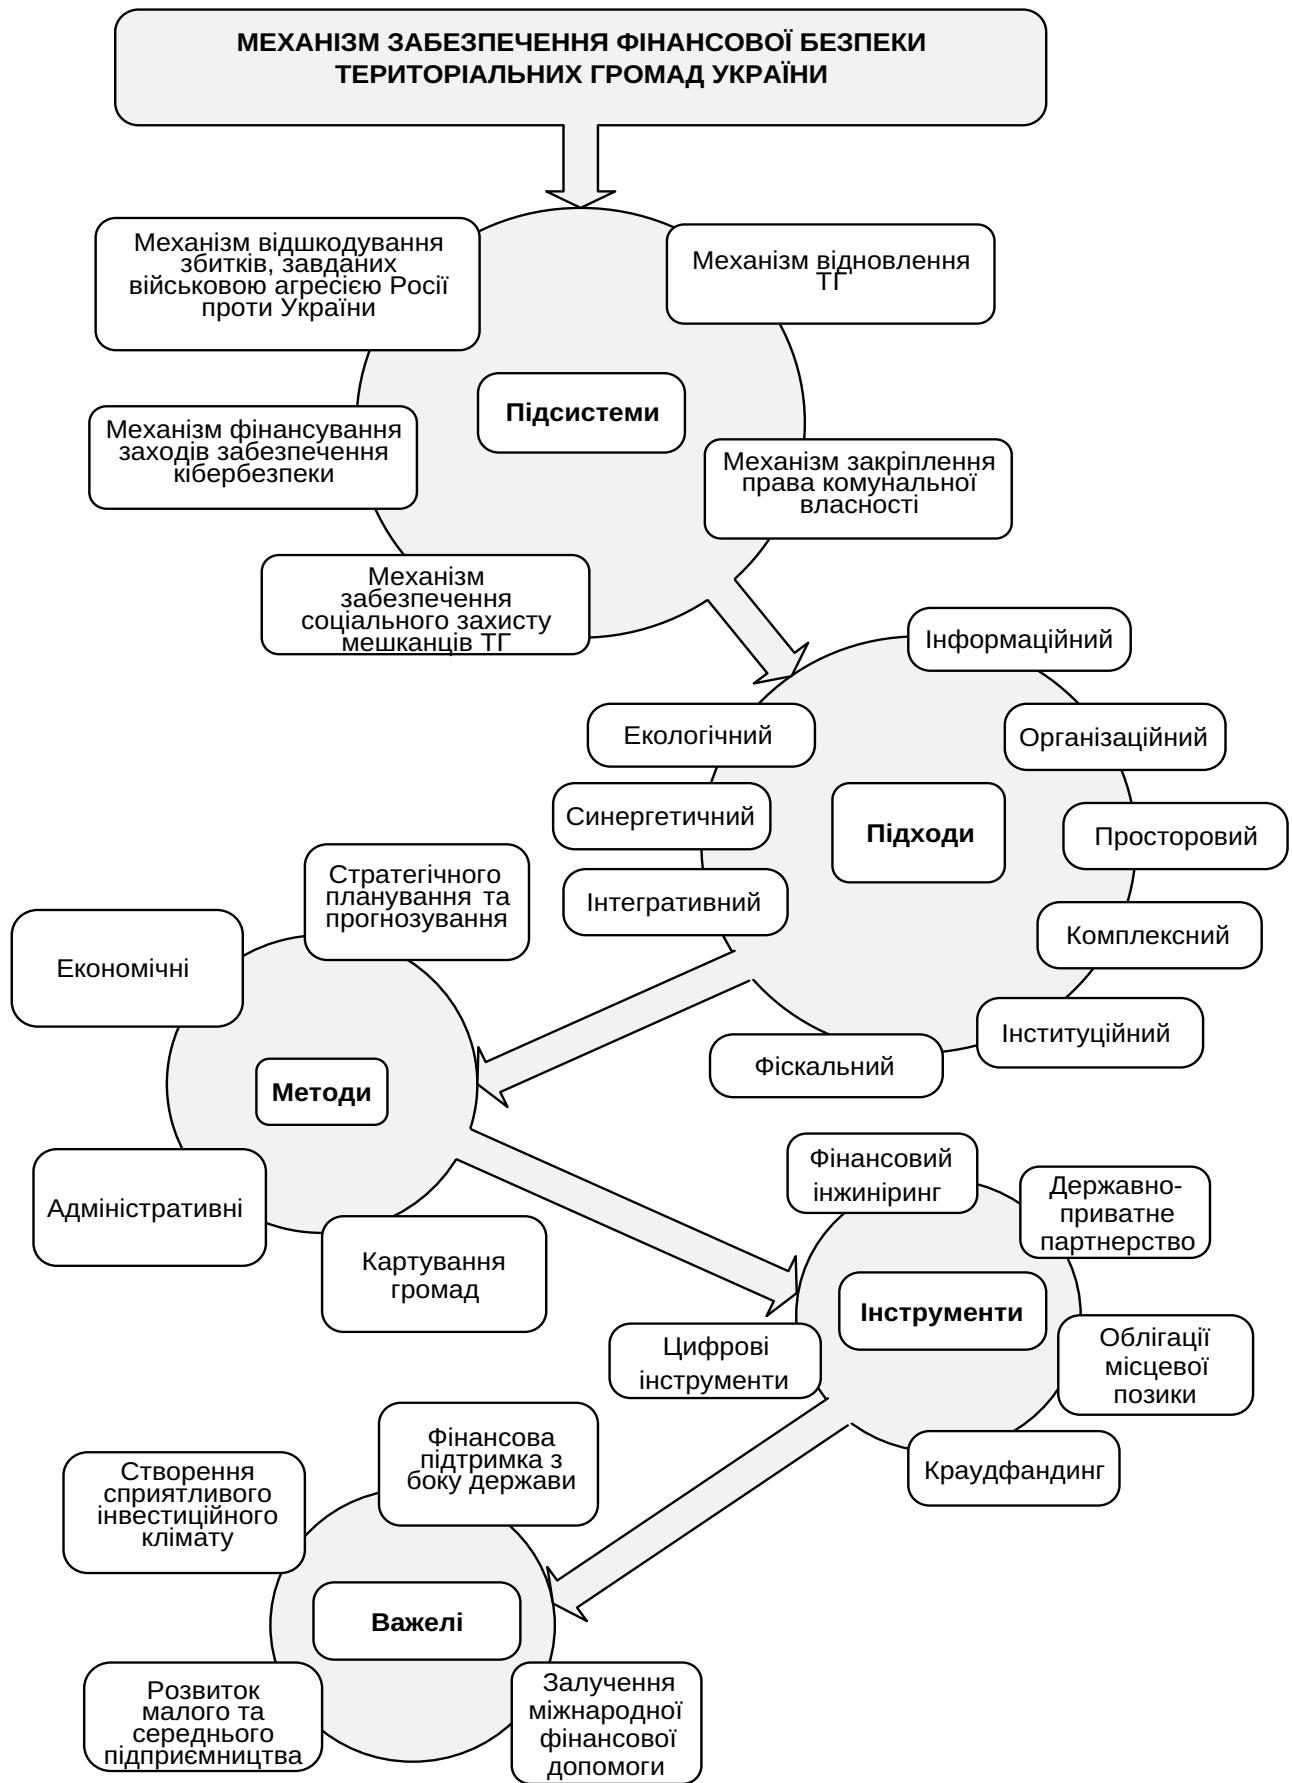 МЕХАНІЗМ ЗАБЕЗПЕЧЕННЯ ФІНАНСОВОЇ БЕЗПЕКИ
ТЕРИТОРІАЛЬНИХ ГРОМАД УКРАЇНИ
Механізм відшкодування
збитків, завданих
військовою агресією Росії
проти України
Механізм відновлення
ТГ
Підсистеми
Механізм фінансування
заходів забезпечення
кібербезпеки
Механізм закріплення
права комунальної
власності
Механізм
забезпечення
соціального захисту
мешканців ТГ
Інформаційний
Екологічний
Організаційний
Синергетичний
Підходи
Просторовий
Інтегративний
Комплексний
Інституційний
Фіскальний
Стратегічного
планування та
прогнозування
Економічні
Методи
Адміністративні
Картування
громад
Фінансовий
інжиніринг
Державно-
приватне
партнерство
Інструменти
Цифрові
інструменти
Облігації
місцевої
позики
Краудфандинг
Фінансова
підтримка з
боку держави
Створення
сприятливого
інвестиційного
клімату
Важелі
Розвиток
малого та
середнього
підприємництва
Залучення
міжнародної
фінансової
допомоги